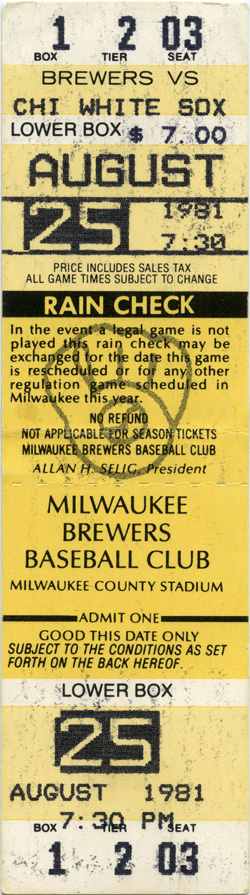 1 2 03
BOX TIER SEAT
BREWERS VS
CHI WHITE SOX
LOWER BOX $ 7.00
AUGUST
25 1981
7:30
PRICE INCLUDES SALES TAX
ALL GAME TIMES SUBJECT TO CHANGE
RAIN CHECK
In the event a legal game is not
played this rain check may be
exchanged for the date this game
is rescheduled or for any other
regulation game scheduled in
Milwaukee this year.
NO REFUND
NOT APPLICABLE FOR SEASON TICKETS
MILWAUKEE BREWERS BASEBALL CLUB
ALLAN H. SELIG, President
MILWAUKEE
BREWERS
BASEBALL CLUB
MILWAUKEE COUNTY STADIUM
ADMIT ONE
GOOD THIS DATE ONLY
SUBJECT TO THE CONDITIONS AS SET
FORTH ON THE BACK HEREOF.
LOWER BOX
25
AUGUST 1981
7:30 PM
BOX TIER SEAT
1 2 03